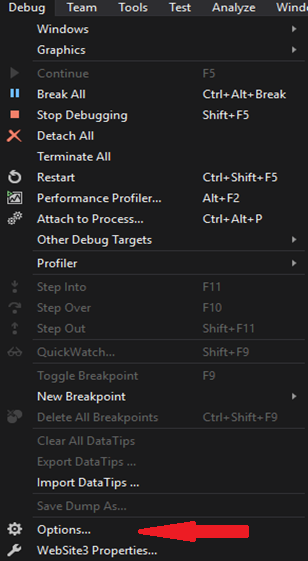 Debug Team Tools Test Analyze Windo
Windows
Graphics
Continue F5
Break All Ctrl+Alt+Break
Stop Debugging Shift+F5
Detach All
Terminate All
Restart Ctrl+Shift+F5
Performance Profiler... Alt+F2
Attach to Process... Ctrl+Alt+P
Other Debug Targets
Profiler
Step Into F11
Step Over F10
Step Out Shift+F11
QuickWatch... Shift+F9
Toggle Breakpoint F9
New Breakpoint
Delete All Breakpoints Ctrl+Shift+F9
Clear All DataTips
Export DataTips ...
Import DataTips ...
Save Dump As...
Options...
WebSite3 Properties...